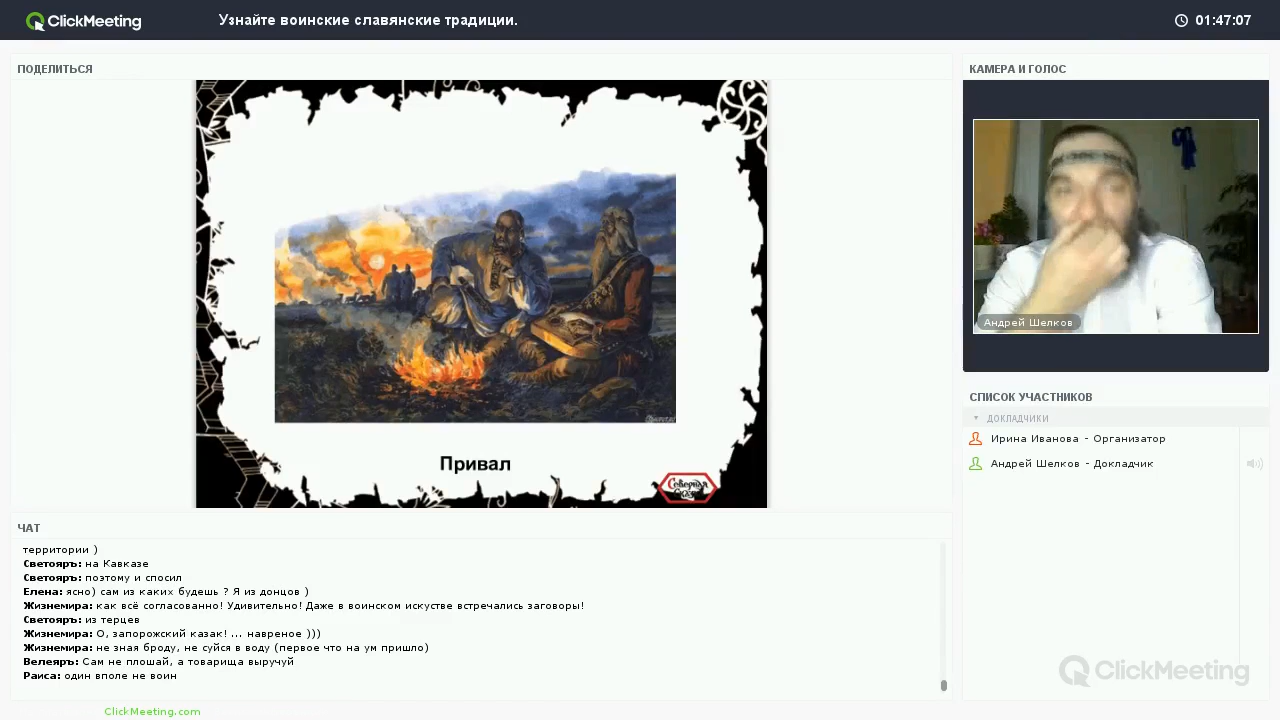 ClickMeeting
Узнайте воинские славянские традиции.
01:47:07
ПОДЕЛИТЬСЯ
Привал
Северная
КАМЕРА И ГОЛОС
Андрей Шелков
СПИСОК УЧАСТНИКОВ
ДОКЛАДЧИКИ
Ирина Иванова - Организатор
Андрей Шелков - Докладчик
ЧАТ
территории )
Светояръ: на Кавказе
Светояръ: поэтому и спосил
Елена: ясно) сам из каких будешь ? Я из донцов )
Жизнемира: как всё согласованно! Удивительно! Даже в воинском искустве встречались заговоры!
Светояръ: из терцев
Жизнемира: О, запорожский казак! ... навреное )))
Жизнемира: не зная броду, не суйся в воду (первое что на ум пришло)
Велеяръ: Сам не плошай, а товарища выручуй
Раиса: один вполе не воин
ClickMeeting
ClickMeeting.com